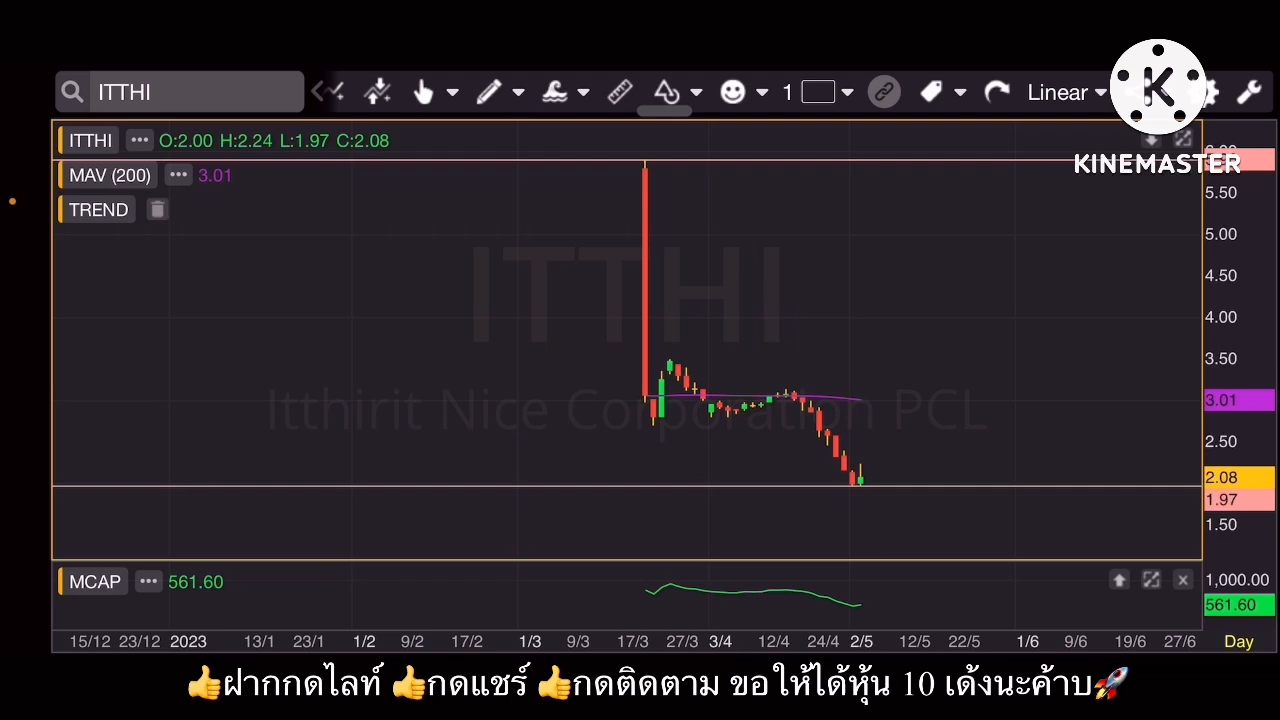 ITTHI
1
Linear
KINEMASTER
ITTHI ••• O:2.00 H:2.24 L:1.97 C:2.08
MAV (200) ••• 3.01
TREND
5.50
5.00
4.50
4.00
3.50
3.01
2.50
2.08
1.97
1.50
ITTHI
Itthirit Nice Corporation PCL
MCAP ••• 561.60
1,000.00
561.60
15/12 23/12 2023 13/1 23/1 1/2 9/2 17/2 1/3 9/3 17/3 27/3 3/4 12/4 24/4 2/5 12/5 22/5 1/6 9/6 19/6 27/6 Day
👍ฝากกดไลท์ 👍กดแชร์ 👍กดติดตาม ขอให้ได้หุ้น 10 เด้งนะค้าบ🚀